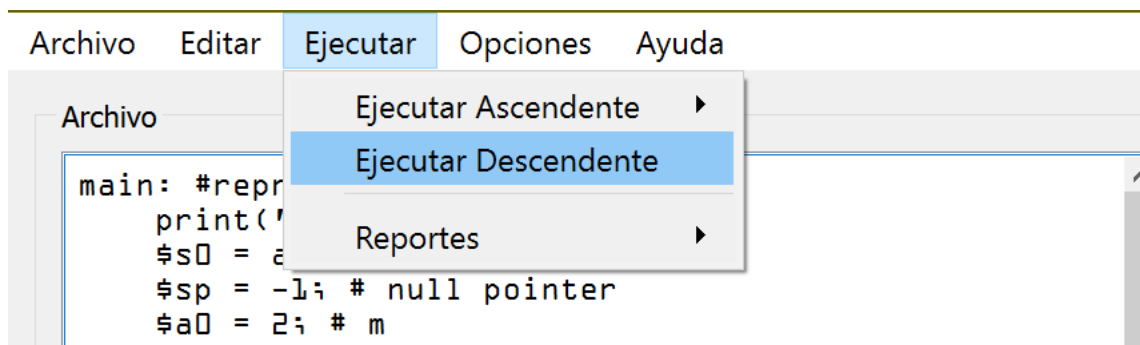 Archivo Editar Ejecutar Opciones Ayuda
Ejecutar Ascendente
Archivo
Ejecutar Descendente
main: #repr
print('
Reportes
$s0 = a
$sp = -1; # null pointer
$a0 = 2; # m